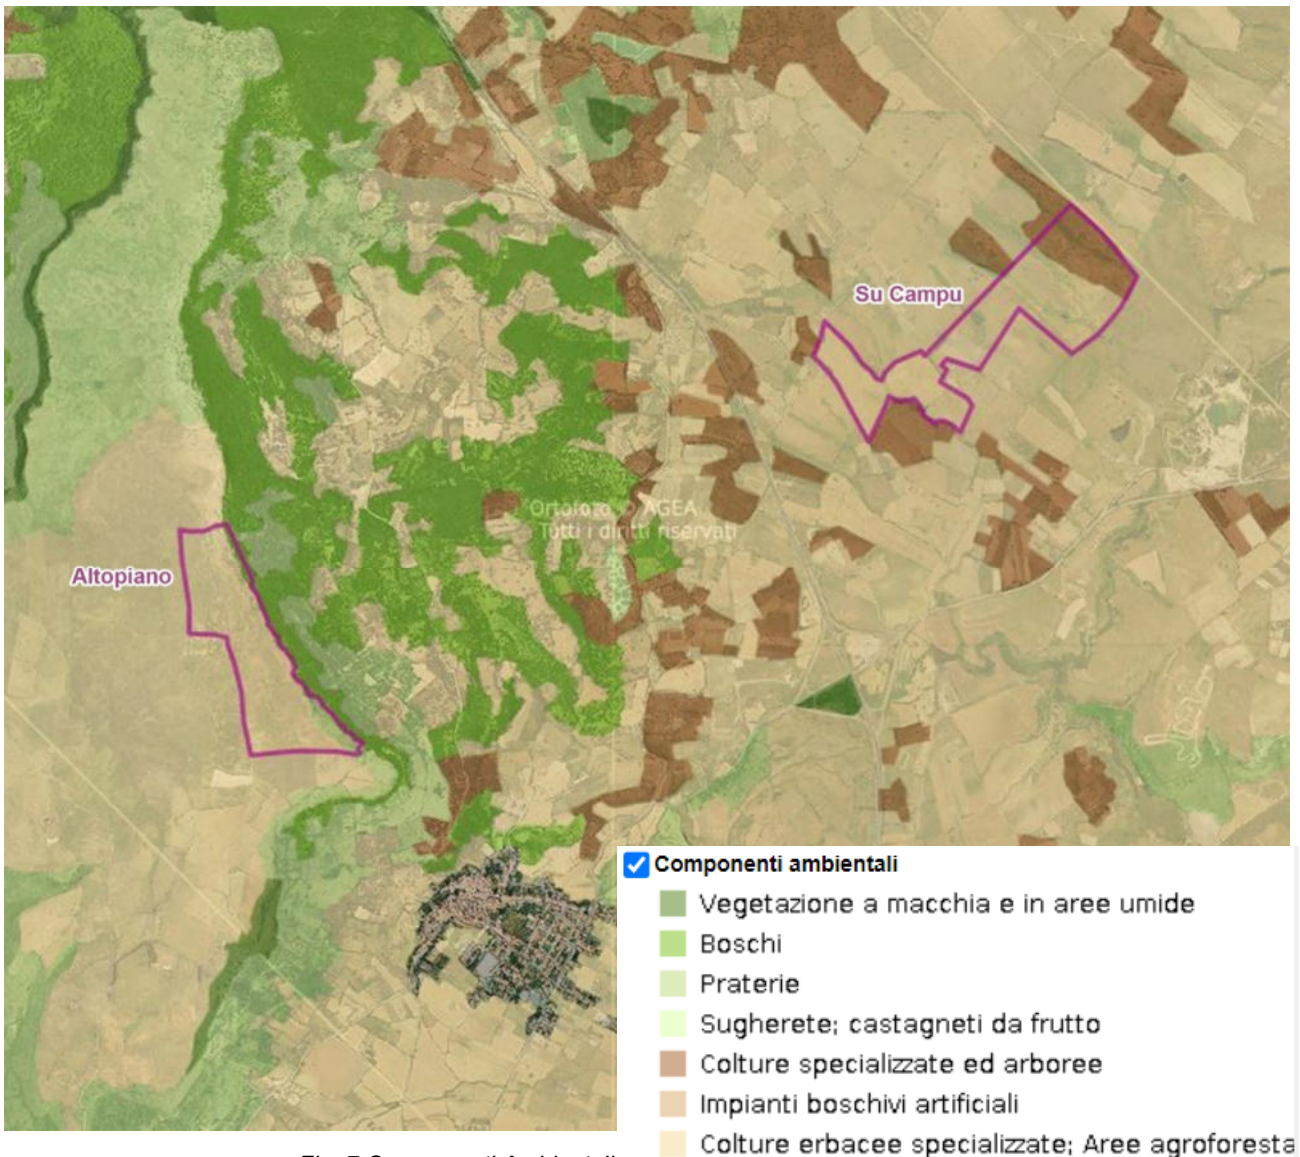 Su Campu
Ortofoto © AGEA
Tutti i diritti riservati
Altopiano
Componenti ambientali
Vegetazione a macchia e in aree umide
Boschi
Praterie
Sugherete; castagneti da frutto
Colture specializzate ed arboree
Impianti boschivi artificiali
Colture erbacee specializzate; Aree agroforesta